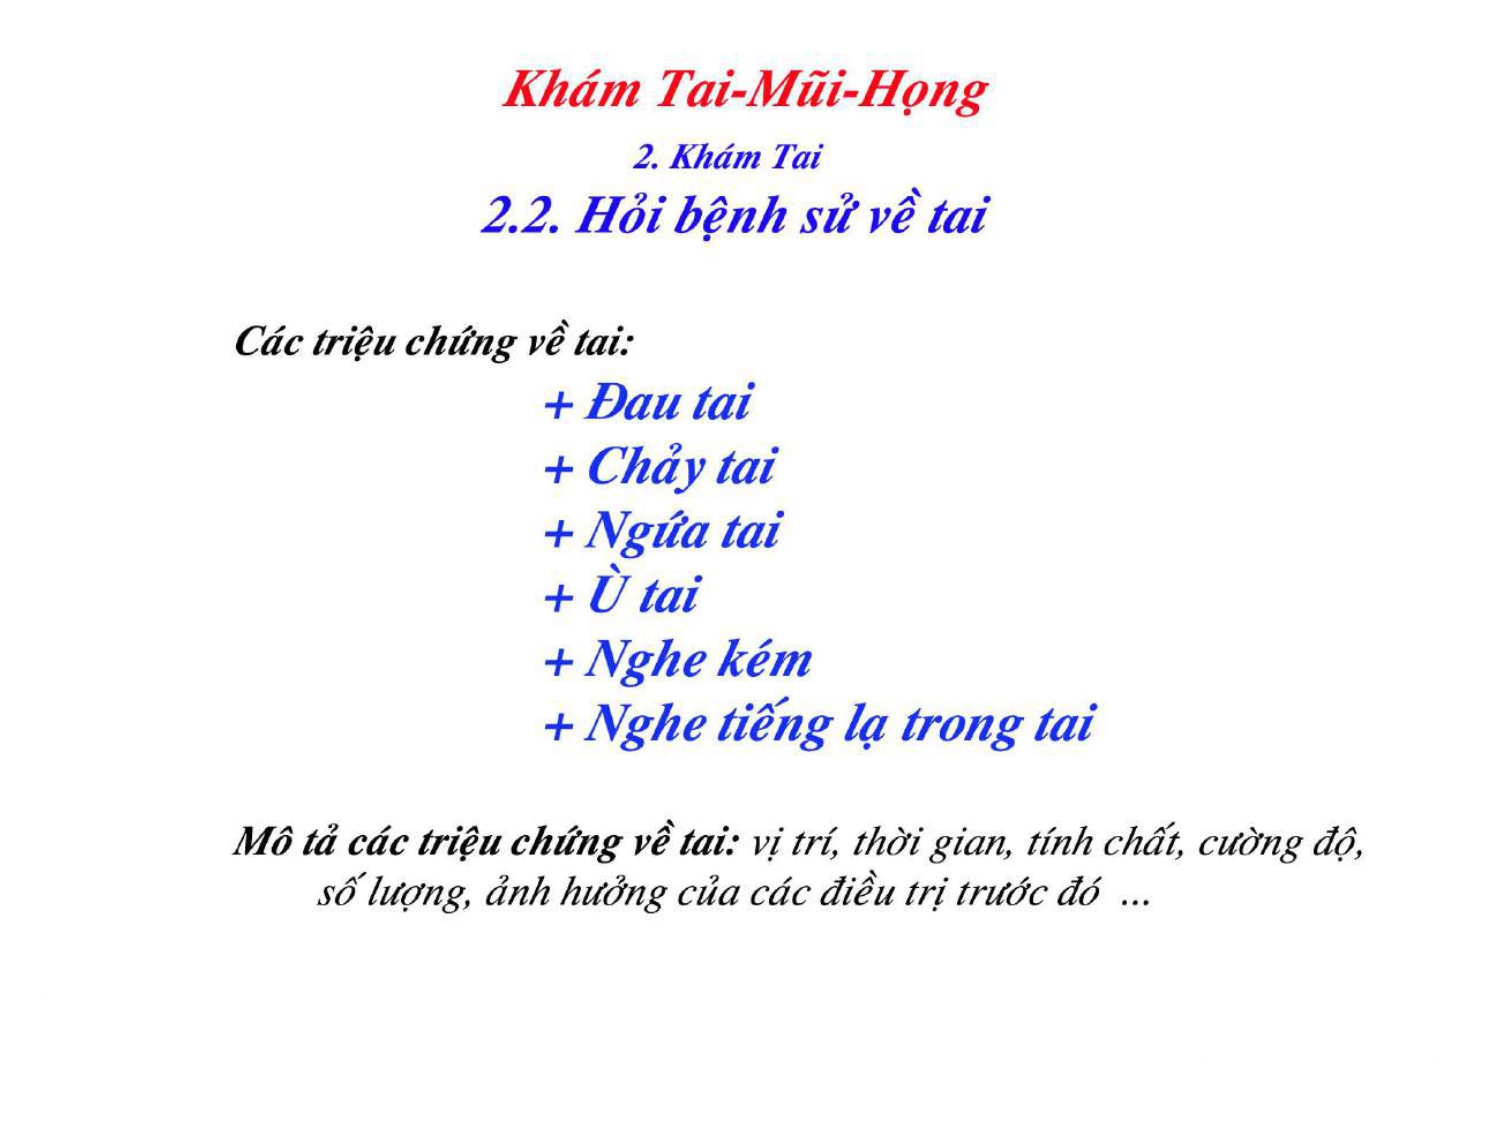 Khám Tai-Mũi-Họng
2. Khám Tai
2.2. Hỏi bệnh sử về tai
Các triệu chứng về tai:
+ Đau tai
+ Chảy tai
+ Ngứa tai
+ Ù tai
+ Nghe kém
+ Nghe tiếng lạ trong tai
Mô tả các triệu chứng về tai: vị trí, thời gian, tính chất, cường độ,
số lượng, ảnh hưởng của các điều trị trước đó ...